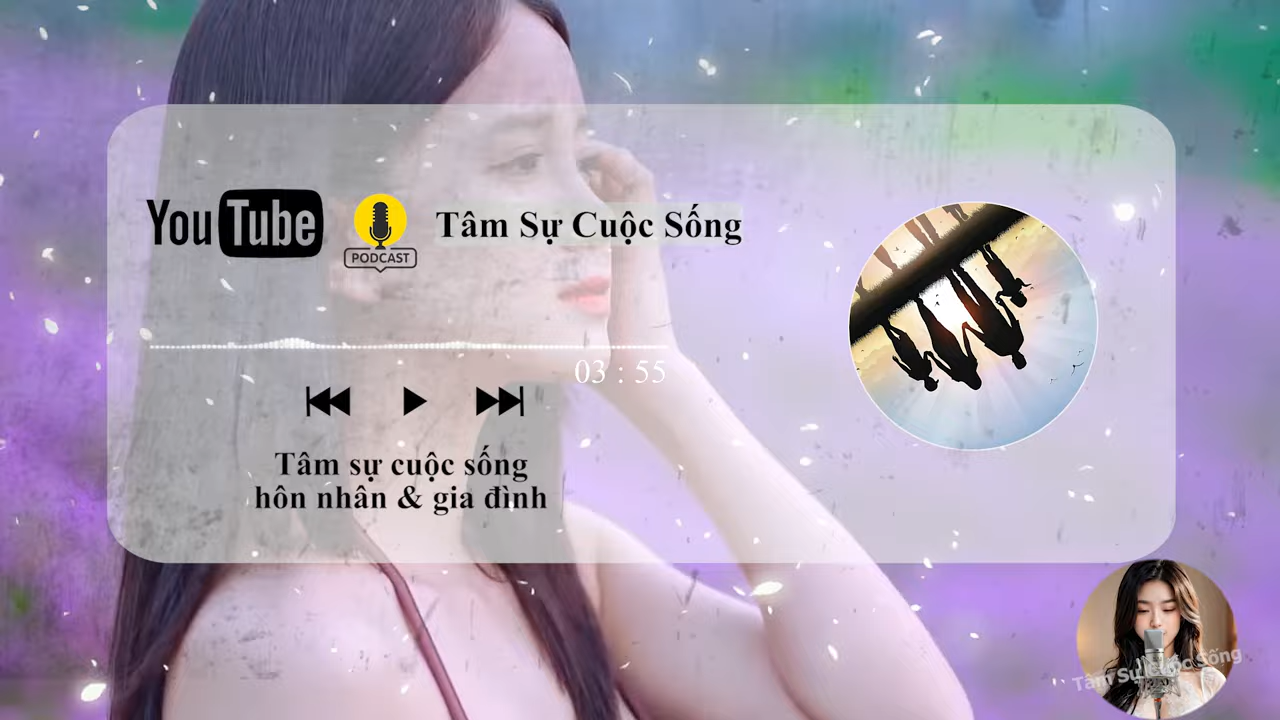 YouTube
PODCAST
Tâm Sự Cuộc Sống
03 : 55
Tâm sự cuộc sống
hôn nhân & gia đình
Tâm Sự Cuộc Sống